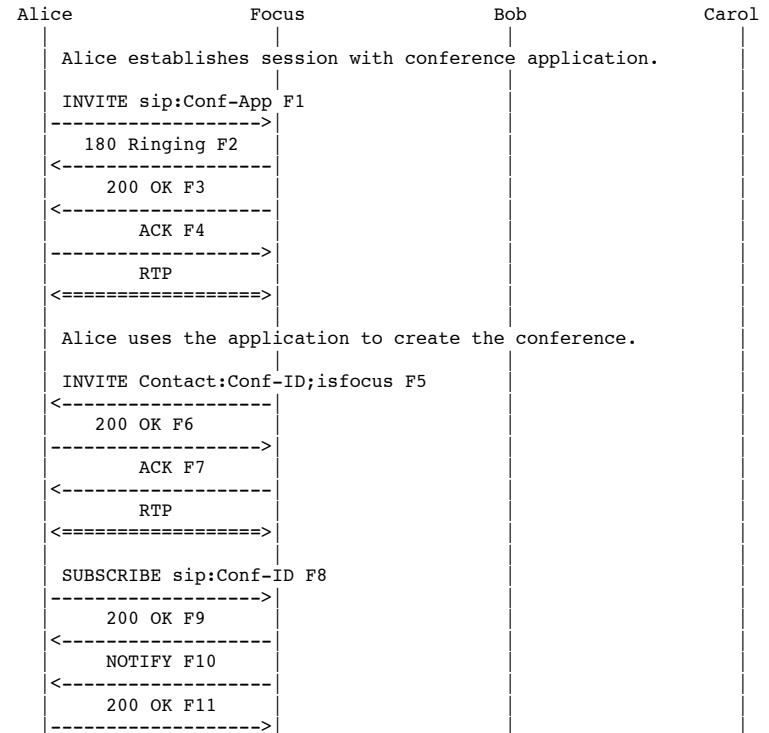 Alice Focus Bob Carol
Alice establishes session with conference application.
INVITE sip:Conf-App F1
------------------->
180 Ringing F2
<-------------------
200 OK F3
<-------------------
ACK F4
------------------->
RTP
<==================>
Alice uses the application to create the conference.
INVITE Contact:Conf-ID;isfocus F5
<-------------------
200 OK F6
------------------->
ACK F7
<-------------------
RTP
<==================>
SUBSCRIBE sip:Conf-ID F8
------------------->
200 OK F9
<-------------------
NOTIFY F10
<-------------------
200 OK F11
------------------->